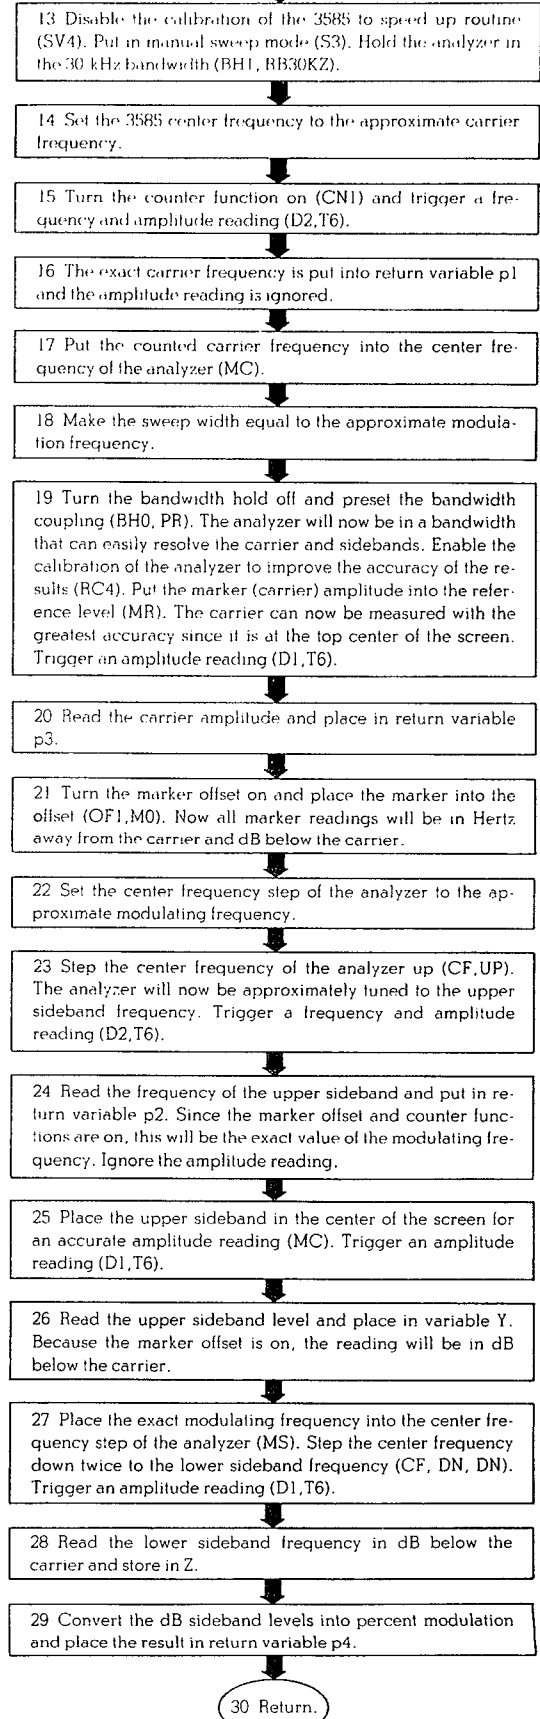 13 Disable the calibration of the 3585 to speed up routine
(SV4). Put in manual sweep mode (S3). Hold the analyzer in
the 30 kHz bandwidth (BH1, RB30KZ).
14 Set the 3585 center frequency to the approximate carrier
frequency.
15 Turn the counter function on (CN1) and trigger a fre-
quency and amplitude reading (D2,T6).
16 The exact carrier frequency is put into return variable p1
and the amplitude reading is ignored.
17 Put the counted carrier frequency into the center fre-
quency of the analyzer (MC).
18 Make the sweep width equal to the approximate modula-
tion frequency.
19 Turn the bandwidth hold off and preset the bandwidth
coupling (BH0, PR). The analyzer will now be in a bandwidth
that can easily resolve the carrier and sidebands. Enable the
calibration of the analyzer to improve the accuracy of the re-
sults (RC4). Put the marker (carrier) amplitude into the refer-
ence level (MR). The carrier can now be measured with the
greatest accuracy since it is at the top center of the screen.
Trigger an amplitude reading (D1,T6).
20 Read the carrier amplitude and place in return variable
p3.
21 Turn the marker offset on and place the marker into the
offset (OF1,MO). Now all marker readings will be in Hertz
away from the carrier and dB below the carrier.
22 Set the center frequency step of the analyzer to the ap-
proximate modulating frequency.
23 Step the center frequency of the analyzer up (CF,UP).
The analyzer will now be approximately tuned to the upper
sideband frequency. Trigger a frequency and amplitude
reading (D2,T6).
24 Read the frequency of the upper sideband and put in re-
turn variable p2. Since the marker offset and counter func-
tions are on, this will be the exact value of the modulating fre-
quency. Ignore the amplitude reading.
25 Place the upper sideband in the center of the screen for
an accurate amplitude reading (MC). Trigger an amplitude
reading (D1,T6).
26 Read the upper sideband level and place in variable Y.
Because the marker offset is on, the reading will be in dB
below the carrier.
27 Place the exact modulating frequency into the center fre-
quency step of the analyzer (MS). Step the center frequency
down twice to the lower sideband frequency (CF, DN, DN).
Trigger an amplitude reading (D1,T6).
28 Read the lower sideband frequency in dB below the
carrier and store in Z.
29 Convert the dB sideband levels into percent modulation
and place the result in return variable p4.
30 Return.